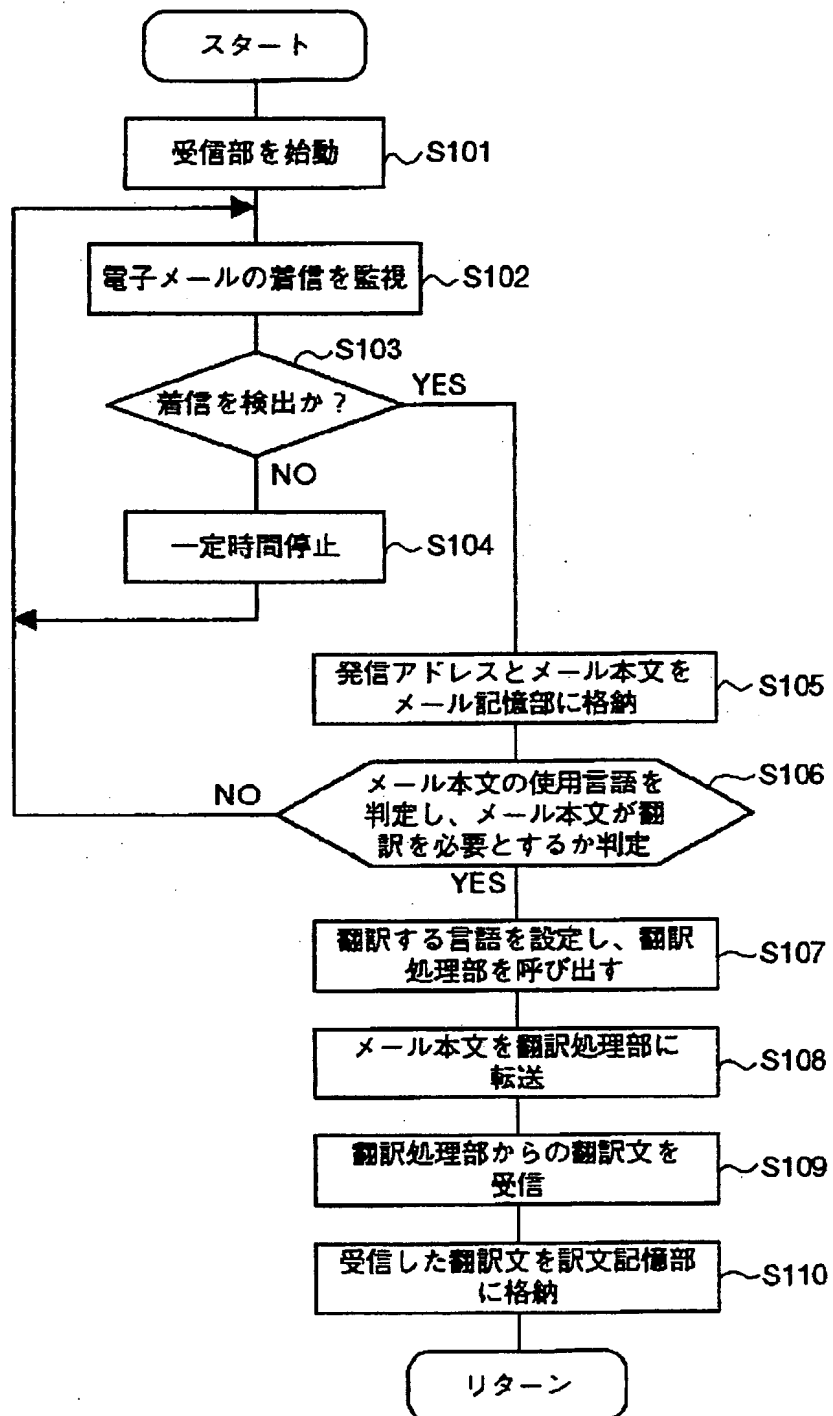 スタート
受信部を始動
S101
電子メールの着信を監視
S102
S103
着信を検出か？
YES
NO
一定時間停止
S104
発信アドレスとメール本文を
メール記憶部に格納
S105
メール本文の使用言語を
判定し、メール本文が翻
訳を必要とするか判定
S106
NO
YES
翻訳する言語を設定し、翻訳
処理部を呼び出す
S107
メール本文を翻訳処理部に
転送
S108
翻訳処理部からの翻訳文を
受信
S109
受信した翻訳文を訳文記憶部
に格納
S110
リターン